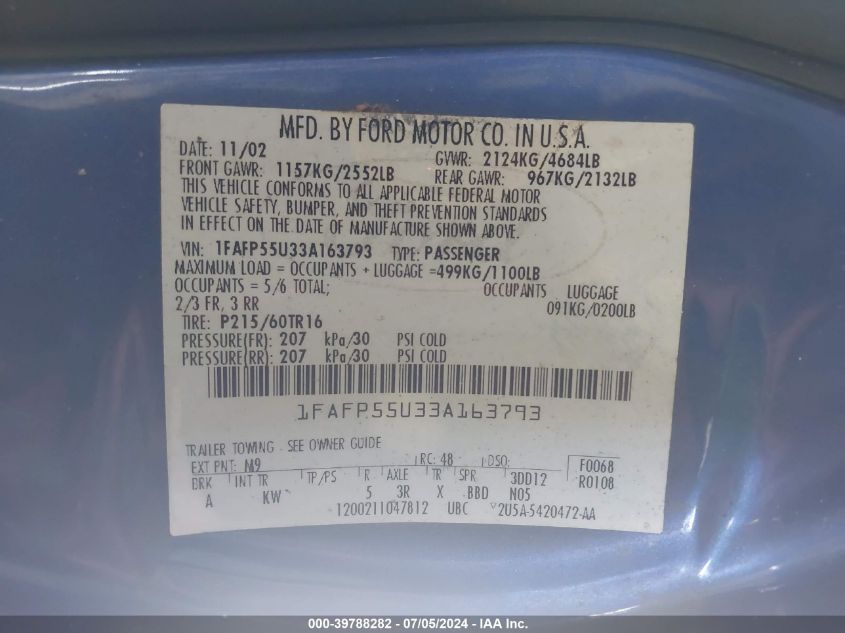 MFD. BY FORD MOTOR CO. IN U.S.A.
DATE: 11/02 GVWR: 2124KG/4684LB
FRONT GAWR: 1157KG/2552LB REAR GAWR: 967KG/2132LB
THIS VEHICLE CONFORMS TO ALL APPLICABLE FEDERAL MOTOR
VEHICLE SAFETY, BUMPER, AND THEFT PREVENTION STANDARDS
IN EFFECT ON THE DATE OF MANUFACTURE SHOWN ABOVE.
VIN: 1FAFP55U33A163793 TYPE: PASSENGER
MAXIMUM LOAD = OCCUPANTS + LUGGAGE =499KG/1100LB
OCCUPANTS = 5/6 TOTAL; OCCUPANTS LUGGAGE
2/3 FR, 3 RR 091KG/0200LB
TIRE: P215/60TR16
PRESSURE(FR): 207 kPa/30 PSI COLD
PRESSURE(RR): 207 kPa/30 PSI COLD
1FAFP55U33A163793
TRAILER TOWING - SEE OWNER GUIDE
EXT PNT: M9 RC: 48 DSO: F0068
BRK INT TR TP/PS R AXLE TR SPR 3DD12 R0108
A KW 5 3R X BBD N05
1200211047812 UBC 2U5A-5420472-AA
000-39788282 - 07/05/2024 - IAA Inc.